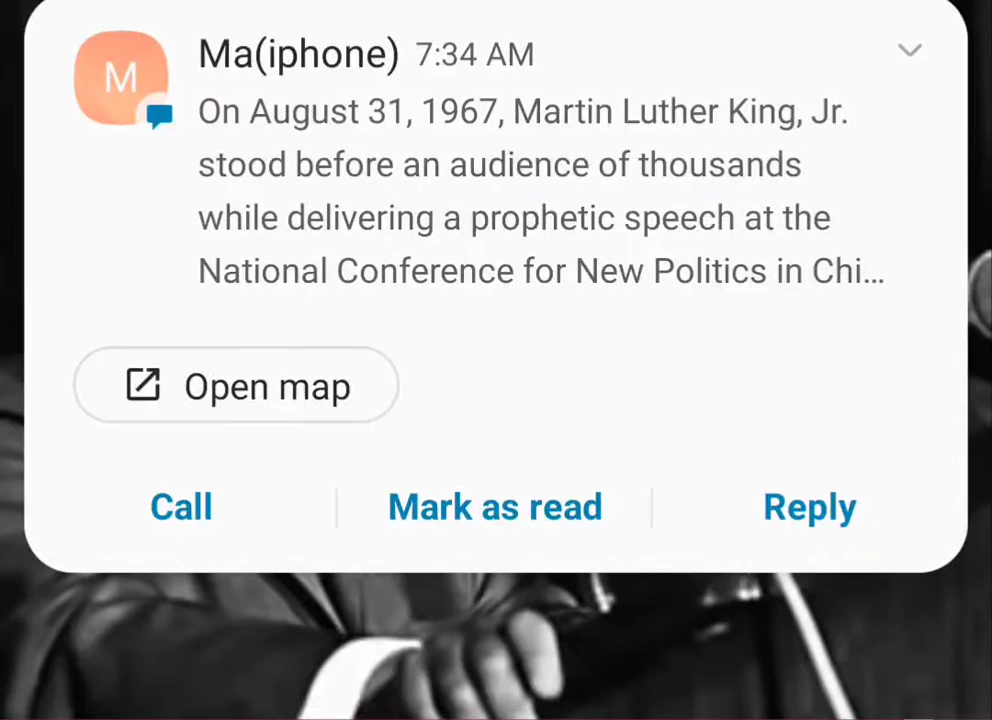 M
Ma(iphone) 7:34 AM
On August 31, 1967, Martin Luther King, Jr.
stood before an audience of thousands
while delivering a prophetic speech at the
National Conference for New Politics in Chi...
Open map
Call Mark as read Reply